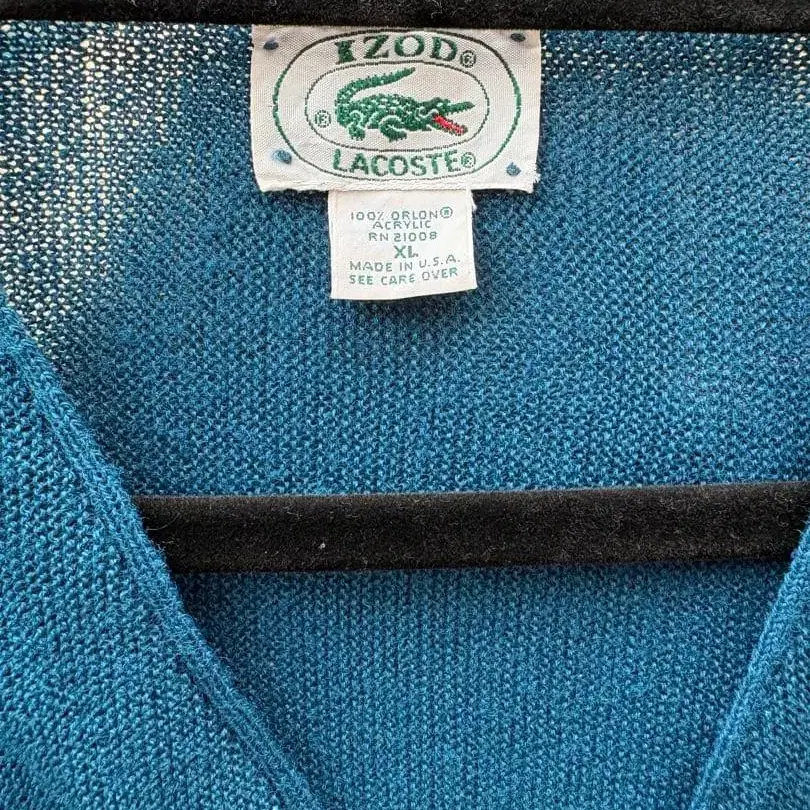 IZOD®
®
LACOSTE®
100% ORLON®
ACRYLIC
RN 21008
XL
MADE IN U.S.A.
SEE CARE OVER